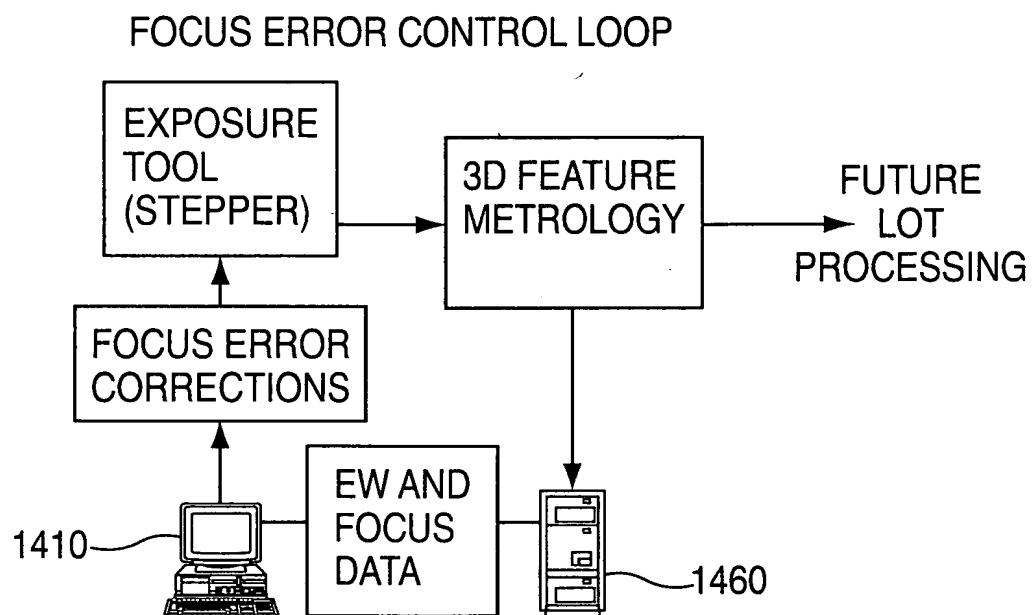 FOCUS ERROR CONTROL LOOP
EXPOSURE
TOOL
(STEPPER)
3D FEATURE
METROLOGY
FUTURE
LOT
PROCESSING
FOCUS ERROR
CORRECTIONS
EW AND
FOCUS
DATA
1410
1460